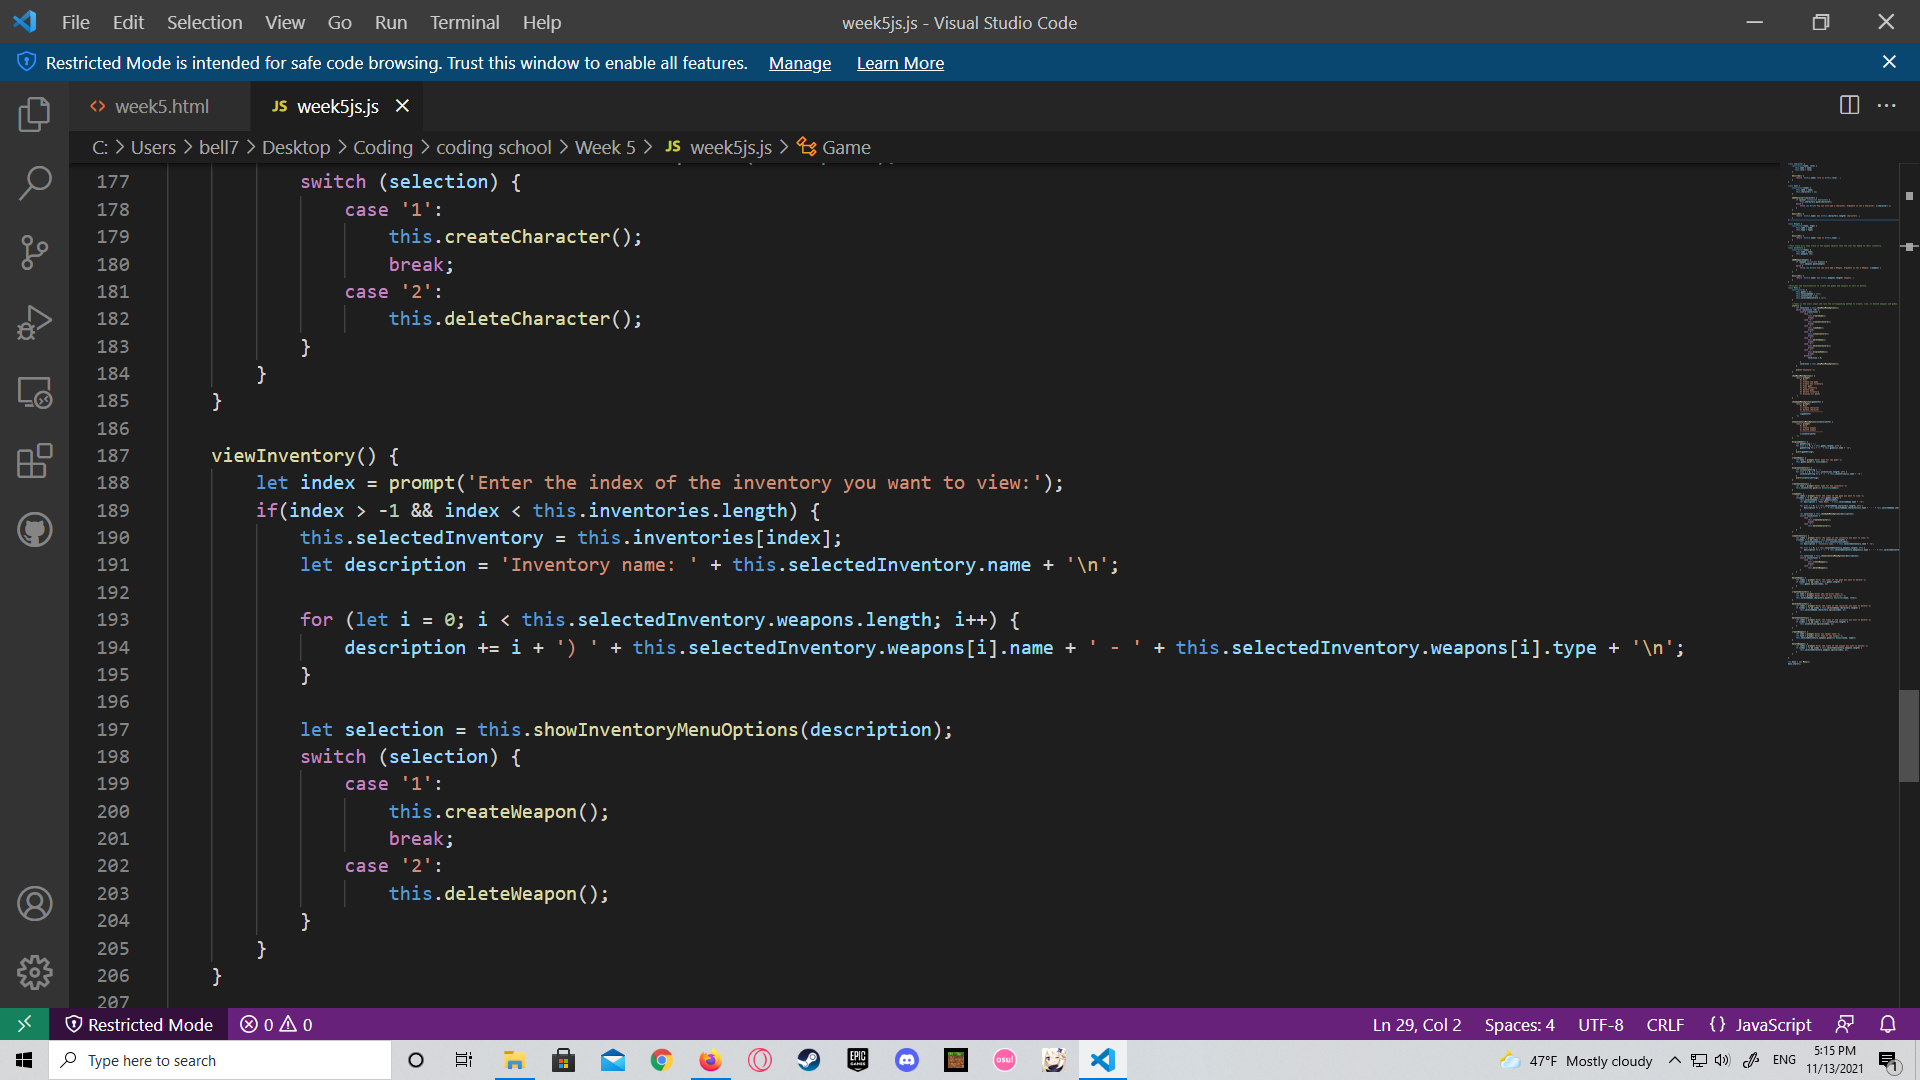 File Edit Selection View Go Run Terminal Help week5js.js - Visual Studio Code
Restricted Mode is intended for safe code browsing. Trust this window to enable all features. Manage Learn More
week5.html JS week5js.js
C: > Users > bell7 > Desktop > Coding > coding school > Week 5 > JS week5js.js > Game
177 switch (selection) {
178 case '1':
179 this.createCharacter();
180 break;
181 case '2':
182 this.deleteCharacter();
183 }
184 }
185 }
186
187 viewInventory() {
188 let index = prompt('Enter the index of the inventory you want to view:');
189 if(index > -1 && index < this.inventories.length) {
190 this.selectedInventory = this.inventories[index];
191 let description = 'Inventory name: ' + this.selectedInventory.name + '\n';
192
193 for (let i = 0; i < this.selectedInventory.weapons.length; i++) {
194 description += i + ') ' + this.selectedInventory.weapons[i].name + ' - ' + this.selectedInventory.weapons[i].type + '\n';
195 }
196
197 let selection = this.showInventoryMenuOptions(description);
198 switch (selection) {
199 case '1':
200 this.createWeapon();
201 break;
202 case '2':
203 this.deleteWeapon();
204 }
205 }
206 }
207
Restricted Mode 0 0 Ln 29, Col 2 Spaces: 4 UTF-8 CRLF {} JavaScript
Type here to search EPIC GAMES osu! 47°F Mostly cloudy ENG 5:15 PM
11/13/2021 1